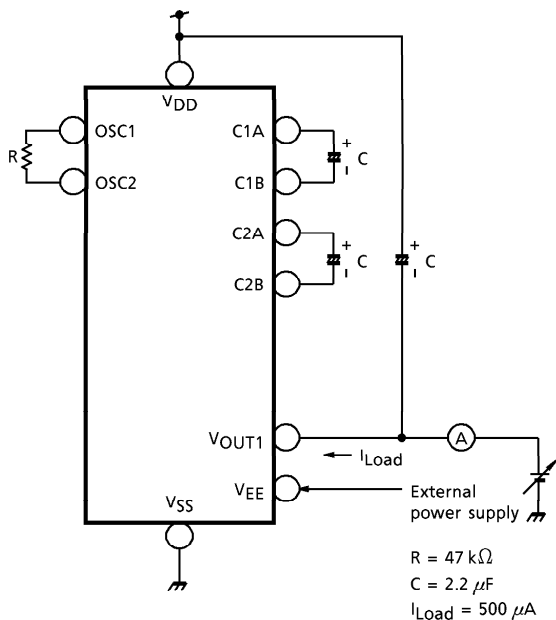 VDD
OSC1
OSC2
R
C1A
C1B
+
–
C
C2A
C2B
+
–
C
+
–
C
VOUT1
A
ILoad
VEE
External
power supply
VSS
R = 47 kΩ
C = 2.2 μF
ILoad = 500 μA